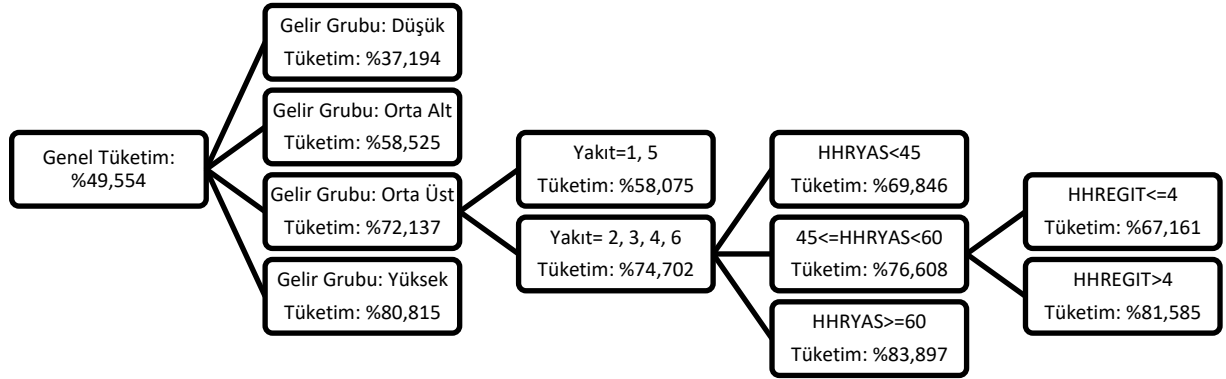 Genel Tüketim:
%49,554
Gelir Grubu: Düşük
Tüketim: %37,194
Gelir Grubu: Orta Alt
Tüketim: %58,525
Gelir Grubu: Orta Üst
Tüketim: %72,137
Gelir Grubu: Yüksek
Tüketim: %80,815
Yakıt=1, 5
Tüketim: %58,075
Yakıt= 2, 3, 4, 6
Tüketim: %74,702
HHRYAS<45
Tüketim: %69,846
45<=HHRYAS<60
Tüketim: %76,608
HHRYAS>=60
Tüketim: %83,897
HHREGIT<=4
Tüketim: %67,161
HHREGIT>4
Tüketim: %81,585